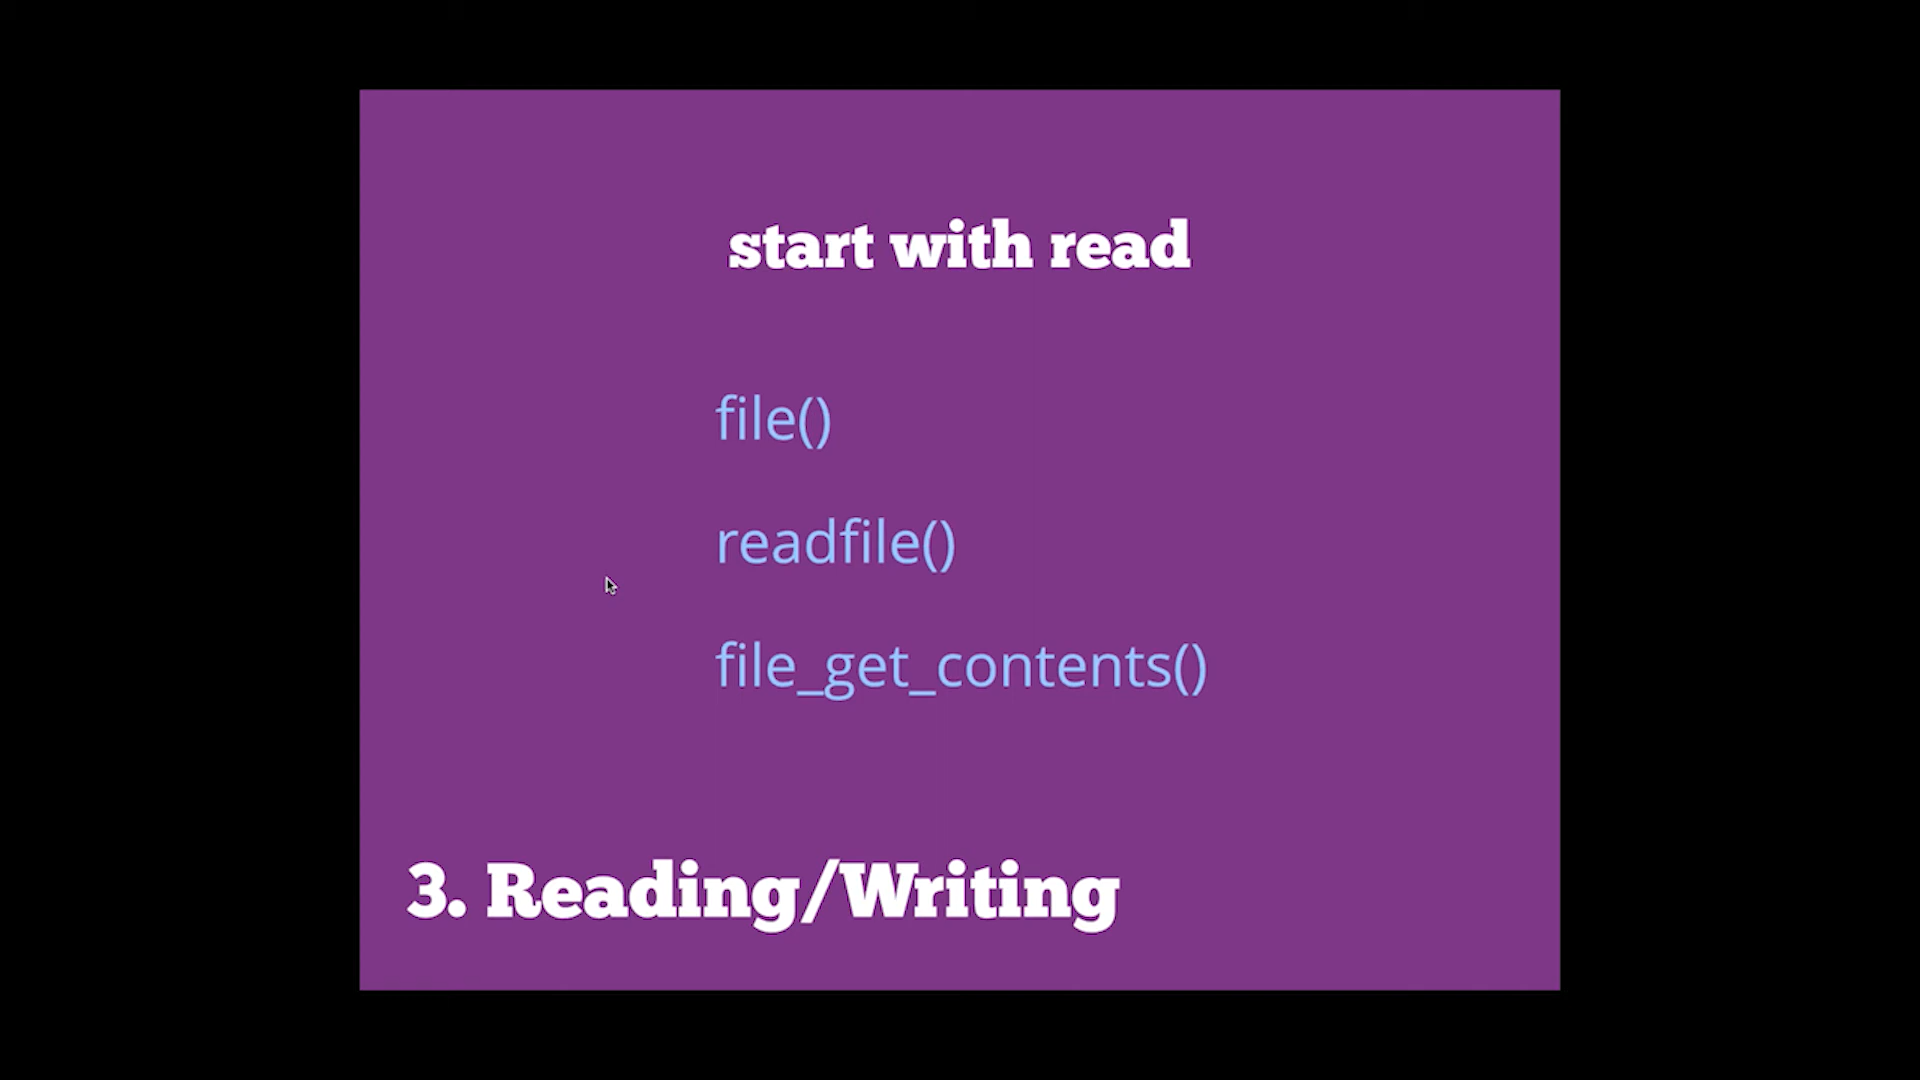 start with read
file()
readfile()
file_get_contents()
3. Reading/Writing